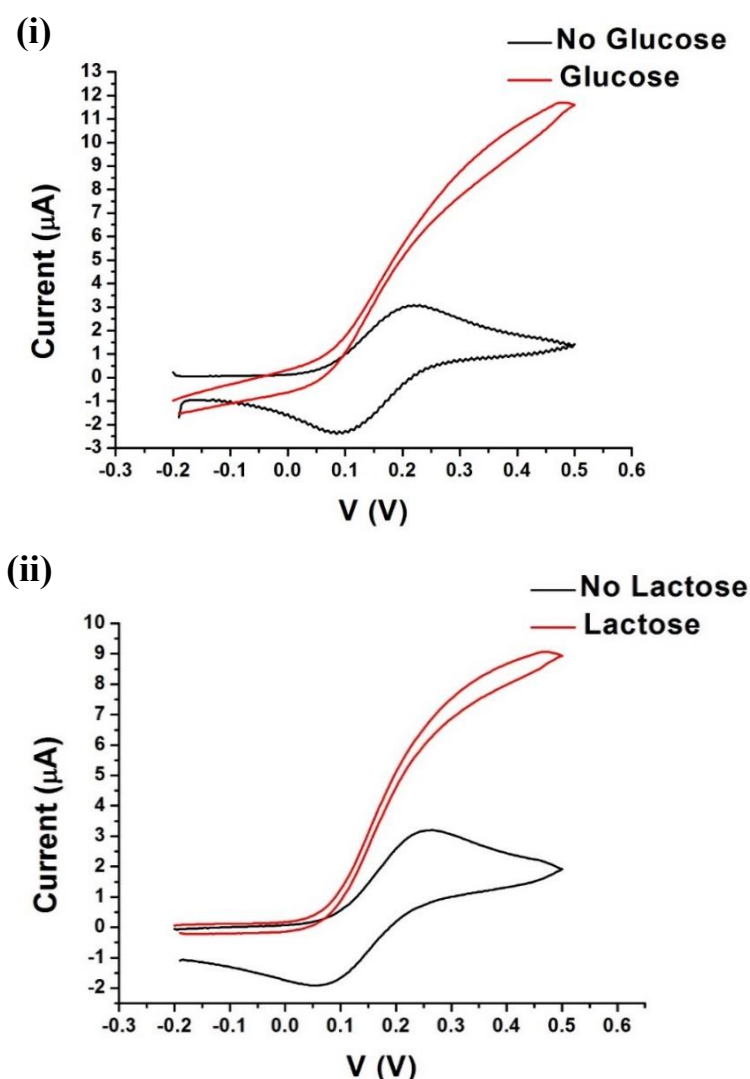 (i)
No Glucose
Glucose
13
12
11
10
9
8
7
6
5
4
3
2
1
0
-1
-2
-3
Current (μA)
-0.3 -0.2 -0.1 0.0 0.1 0.2 0.3 0.4 0.5 0.6
V (V)
(ii)
No Lactose
Lactose
10
9
8
7
6
5
4
3
2
1
0
-1
-2
Current (μA)
-0.3 -0.2 -0.1 0.0 0.1 0.2 0.3 0.4 0.5 0.6
V (V)